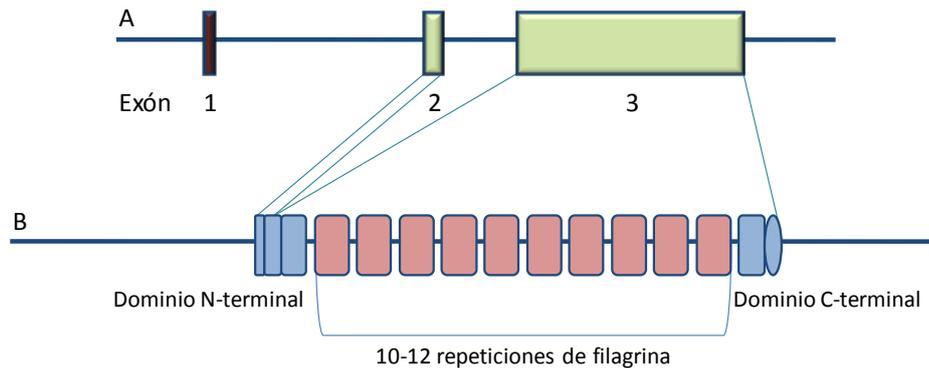 A
Exón 1 2 3
B
Dominio N-terminal Dominio C-terminal
10-12 repeticiones de filagrina